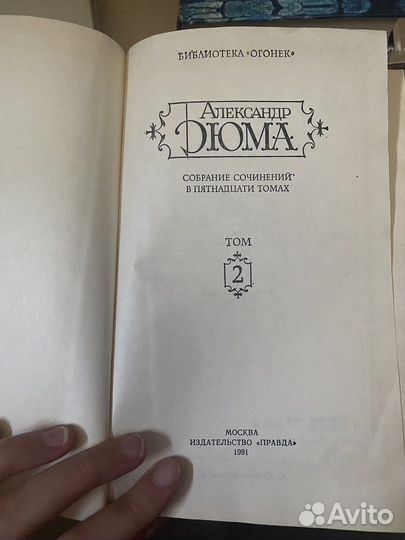 БИБЛИОТЕКА «ОГОНЕК»
АЛЕКСАНДР
ДЮМА
СОБРАНИЕ СОЧИНЕНИЙ
В ПЯТНАДЦАТИ ТОМАХ
ТОМ
2
МОСКВА
ИЗДАТЕЛЬСТВО «ПРАВДА»
1991
Avito